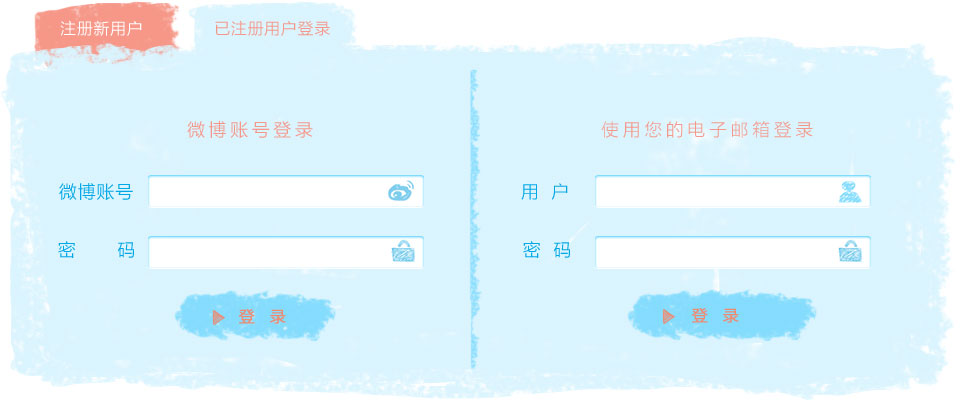 注册新用户
已注册用户登录
微博账号登录
微博账号
密 码
登 录
使用您的电子邮箱登录
用 户
密 码
登 录